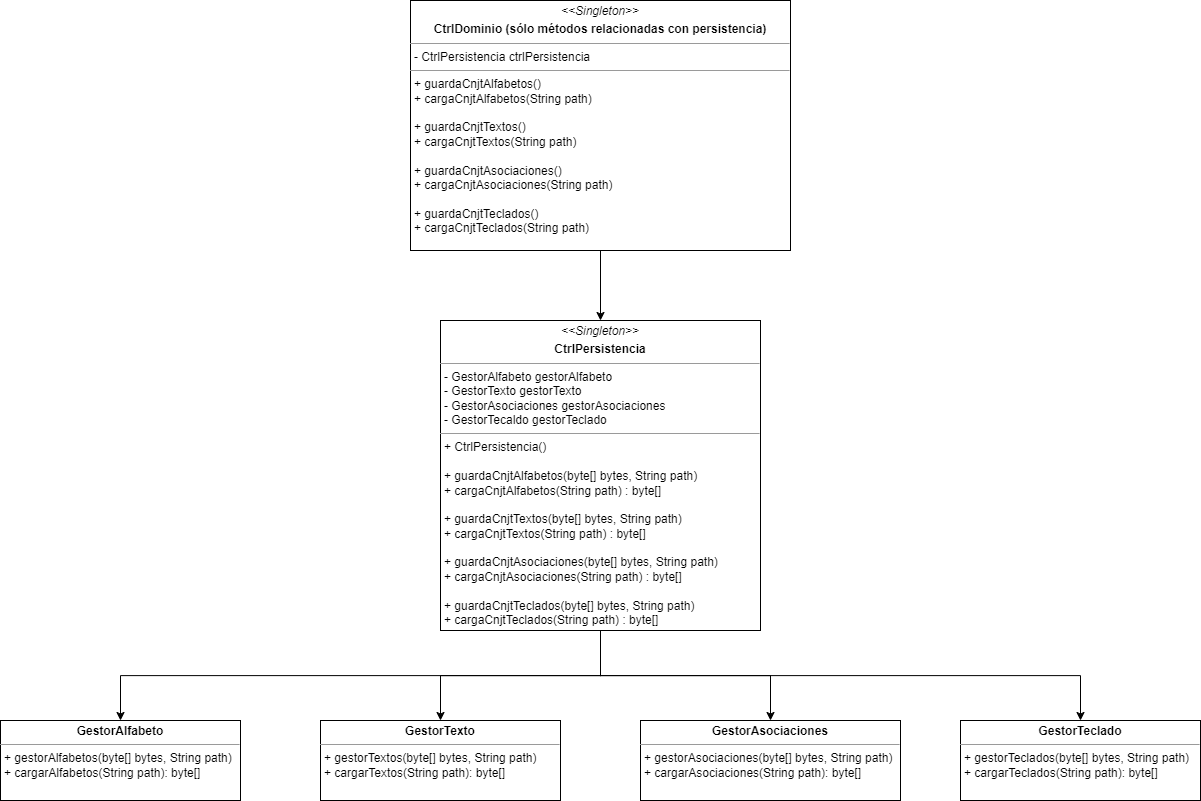 <<Singleton>>
CtrlDominio (sólo métodos relacionadas con persistencia)
- CtrlPersistencia ctrlPersistencia
+ guardaCnjtAlfabetos()
+ cargaCnjtAlfabetos(String path)
+ guardaCnjtTextos()
+ cargaCnjtTextos(String path)
+ guardaCnjtAsociaciones()
+ cargaCnjtAsociaciones(String path)
+ guardaCnjtTeclados()
+ cargaCnjtTeclados(String path)
<<Singleton>>
CtrlPersistencia
- GestorAlfabeto gestorAlfabeto
- GestorTexto gestorTexto
- GestorAsociaciones gestorAsociaciones
- GestorTecaldo gestorTeclado
+ CtrlPersistencia()
+ guardaCnjtAlfabetos(byte[] bytes, String path)
+ cargaCnjtAlfabetos(String path) : byte[]
+ guardaCnjtTextos(byte[] bytes, String path)
+ cargaCnjtTextos(String path) : byte[]
+ guardaCnjtAsociaciones(byte[] bytes, String path)
+ cargaCnjtAsociaciones(String path) : byte[]
+ guardaCnjtTeclados(byte[] bytes, String path)
+ cargaCnjtTeclados(String path) : byte[]
GestorAlfabeto
+ gestorAlfabetos(byte[] bytes, String path)
+ cargarAlfabetos(String path): byte[]
GestorTexto
+ gestorTextos(byte[] bytes, String path)
+ cargarTextos(String path): byte[]
GestorAsociaciones
+ gestorAsociaciones(byte[] bytes, String path)
+ cargarAsociaciones(String path): byte[]
GestorTeclado
+ gestorTeclados(byte[] bytes, String path)
+ cargarTeclados(String path): byte[]